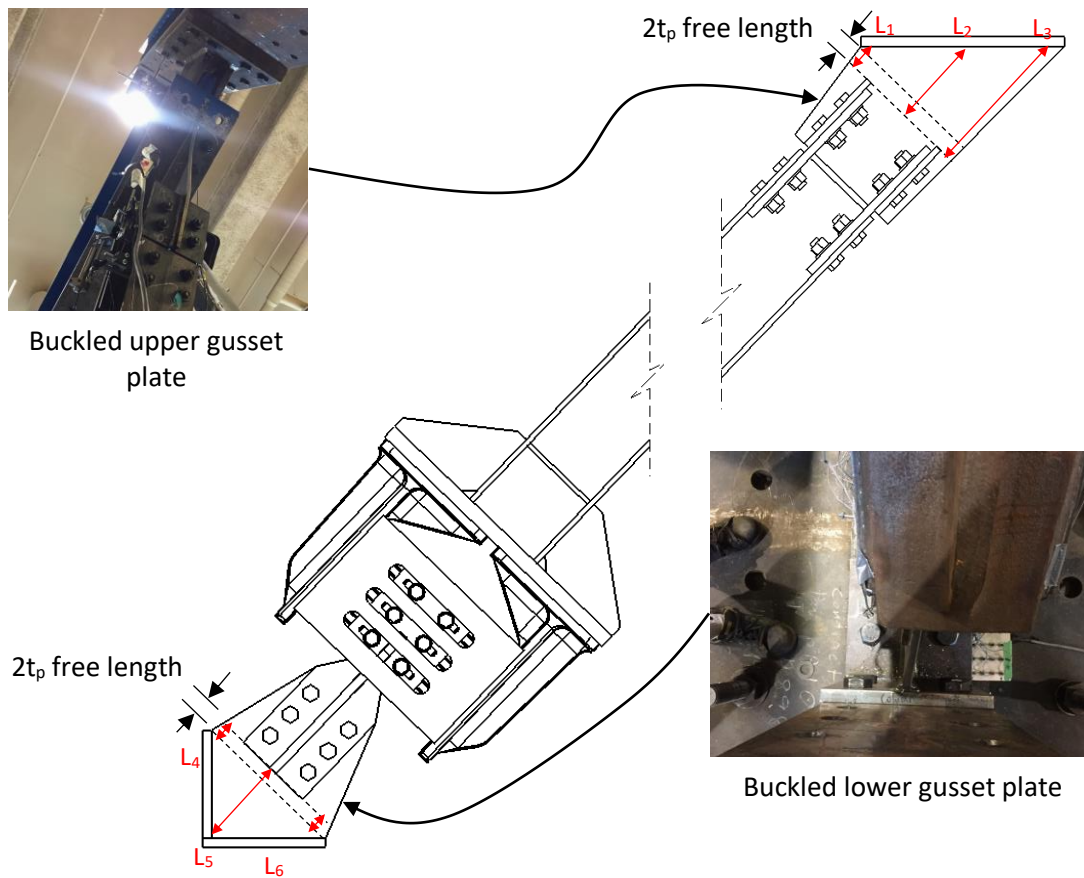 2tp free length
L1
L2
L3
Buckled upper gusset
plate
2tp free length
L4
L5
L6
Buckled lower gusset plate